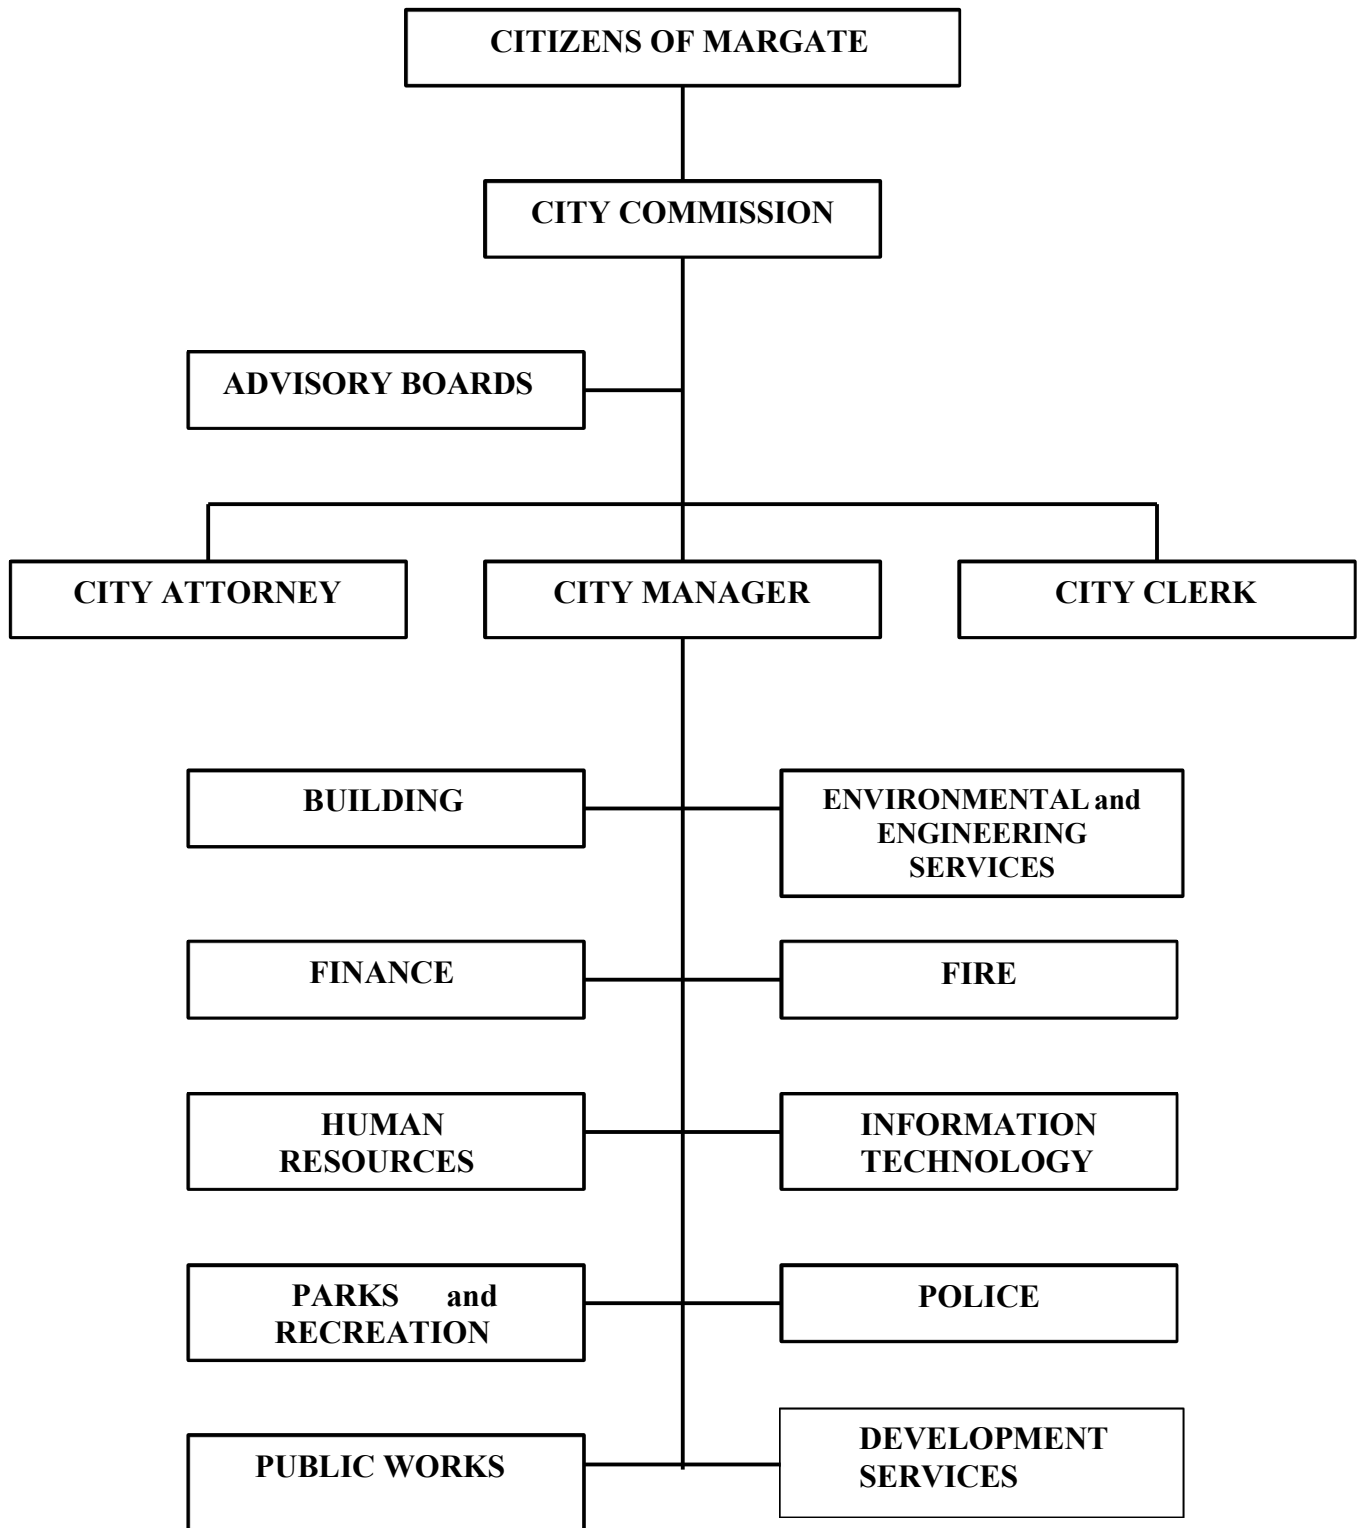 CITIZENS OF MARGATE
CITY COMMISSION
ADVISORY BOARDS
CITY ATTORNEY
CITY MANAGER
CITY CLERK
BUILDING
ENVIRONMENTAL and
ENGINEERING
SERVICES
FINANCE
FIRE
HUMAN
RESOURCES
INFORMATION
TECHNOLOGY
PARKS and
RECREATION
POLICE
PUBLIC WORKS
DEVELOPMENT
SERVICES